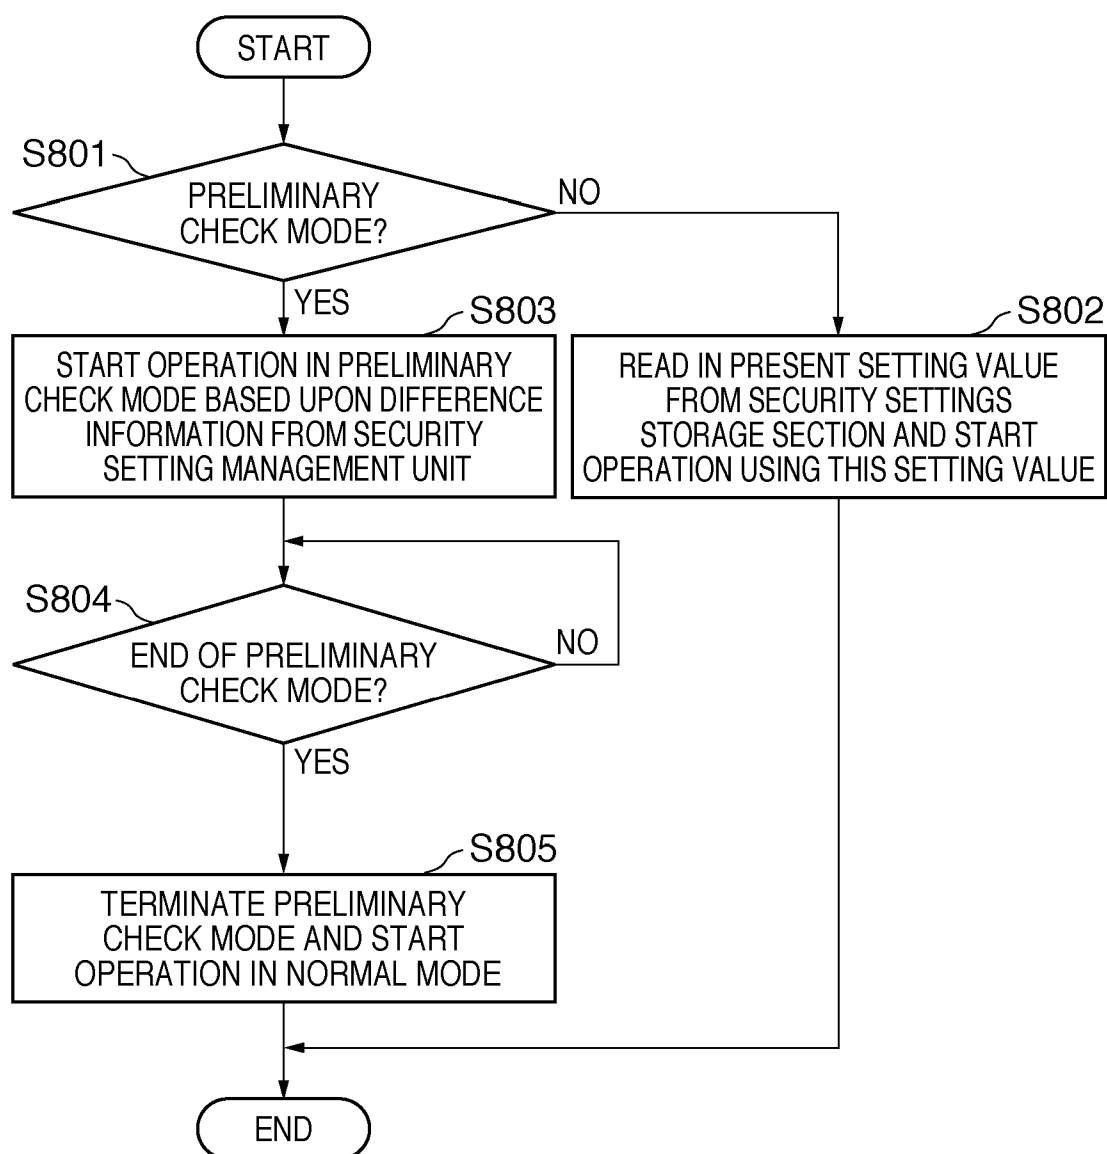 START
S801
PRELIMINARY
CHECK MODE?
NO
YES
S803
START OPERATION IN PRELIMINARY
CHECK MODE BASED UPON DIFFERENCE
INFORMATION FROM SECURITY
SETTING MANAGEMENT UNIT
S802
READ IN PRESENT SETTING VALUE
FROM SECURITY SETTINGS
STORAGE SECTION AND START
OPERATION USING THIS SETTING VALUE
S804
END OF PRELIMINARY
CHECK MODE?
NO
YES
S805
TERMINATE PRELIMINARY
CHECK MODE AND START
OPERATION IN NORMAL MODE
END